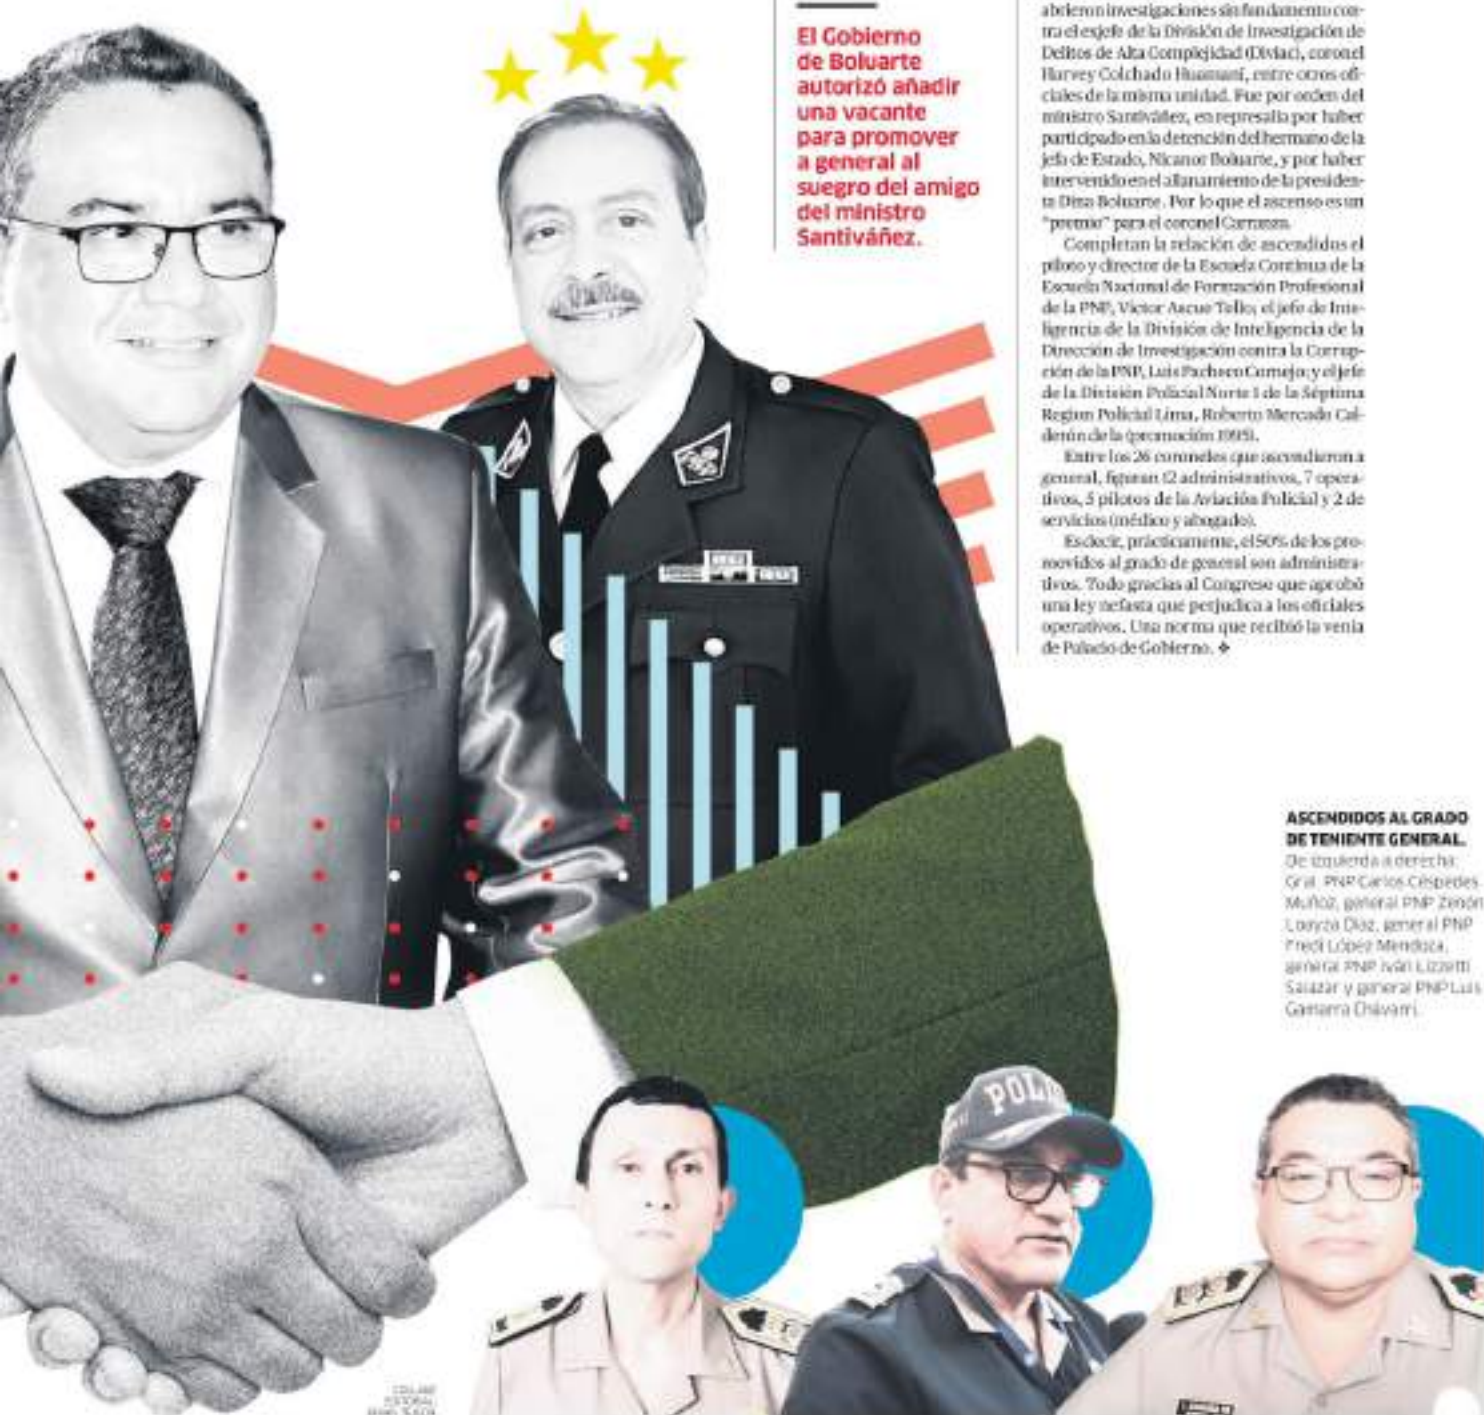 El Gobierno
de Boluarte
autorizó añadir
una vacante
para promover
a general al
suegro del amigo
del ministro
Santiváñez.
abrieron investigaciones sin fundamento con-
tra el exjefe de la División de Investigación de
Delitos de Alta Complejidad (Diviac), coronel
Harvey Colchado Huamaní, entre otros ofi-
ciales de la misma unidad. Fue por orden del
ministro Santiváñez, en represalia por haber
participado en la detención del hermano de la
jefa de Estado, Nicanor Boluarte, y por haber
intervenido en el allanamiento de la presiden-
ta Dina Boluarte. Por lo que el ascenso es un
"premio" para el coronel Carranza.
Completan la relación de ascendidos el
piloto y director de la Escuela Continua de la
Escuela Nacional de Formación Profesional
de la PNP, Víctor Ascue Tello; el jefe de Inte-
ligencia de la División de Inteligencia de la
Dirección de Investigación contra la Corrup-
ción de la PNP, Luis Pacheco Cornejo; y el jefe
de la División Policial Norte 1 de la Séptima
Region Policial Lima, Roberto Mercado Cal-
derón de la (promoción 1995).
Entre los 26 coroneles que ascendieron a
general, figuran 12 administrativos, 7 opera-
tivos, 5 pilotos de la Aviación Policial y 2 de
servicios (médico y abogado).
Es decir, prácticamente, el 50% de los pro-
movidos al grado de general son administra-
tivos. Todo gracias al Congreso que aprobó
una ley nefasta que perjudica a los oficiales
operativos. Una norma que recibió la venia
de Palacio de Gobierno. ❖
ASCENDIDOS AL GRADO
DE TENIENTE GENERAL.
De izquierda a derecha:
Gral. PNP Carlos Céspedes
Muñoz, general PNP Zenón
Loayza Díaz, general PNP
Fredi López Mendoza,
general PNP Iván Lizzetti
Salazar y general PNP Luis
Gamarra Chávarri.
POLI
COLLAGE
EDITORIAL: